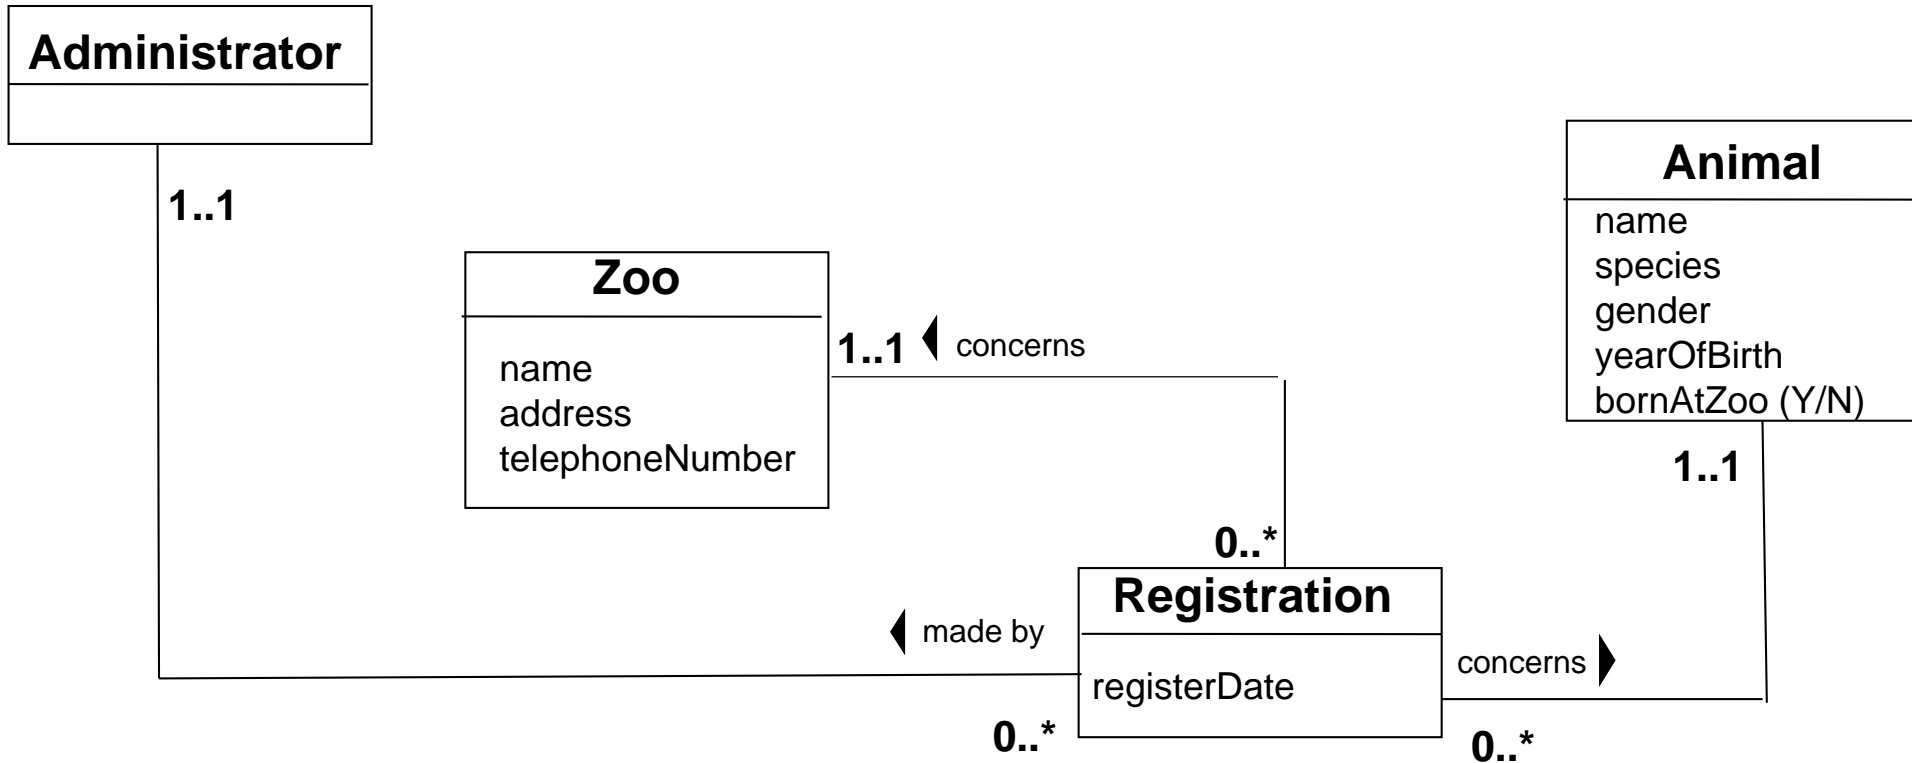 Administrator
1..1
Animal
name
species
gender
yearOfBirth
bornAtZoo (Y/N)
1..1
Zoo
name
address
telephoneNumber
1..1
concerns
0..*
Registration
registerDate
made by
0..*
concerns
0..*